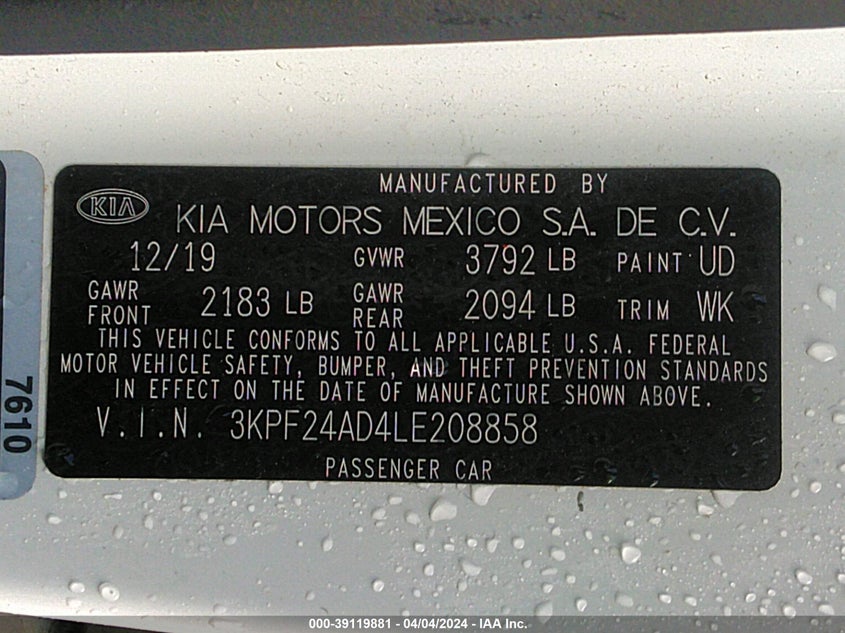 MANUFACTURED BY
KIA KIA MOTORS MEXICO S.A. DE C.V.
12/19 GVWR 3792 LB PAINT UD
GAWR FRONT 2183 LB GAWR REAR 2094 LB TRIM WK
THIS VEHICLE CONFORMS TO ALL APPLICABLE U.S.A. FEDERAL
MOTOR VEHICLE SAFETY, BUMPER, AND THEFT PREVENTION STANDARDS
IN EFFECT ON THE DATE OF MANUFACTURE SHOWN ABOVE.
V.I.N. 3KPF24AD4LE208858
PASSENGER CAR
7610
000-39119881 - 04/04/2024 - IAA Inc.